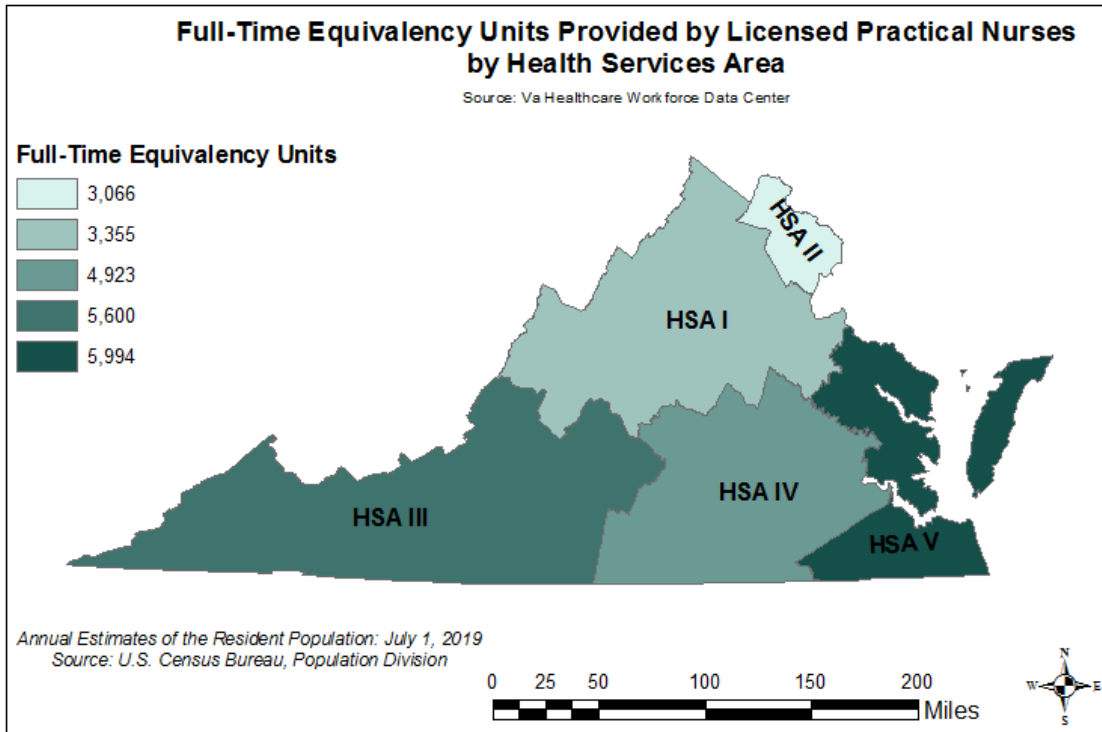 Full-Time Equivalency Units Provided by Licensed Practical Nurses
by Health Services Area
Source: Va Healthcare Workforce Data Center
Full-Time Equivalency Units
3,066
3,355
4,923
5,600
5,994
HSA II
HSA I
HSA IV
HSA III
HSA V
Annual Estimates of the Resident Population: July 1, 2019
Source: U.S. Census Bureau, Population Division
0 25 50 100 150 200
Miles
N
W E
S